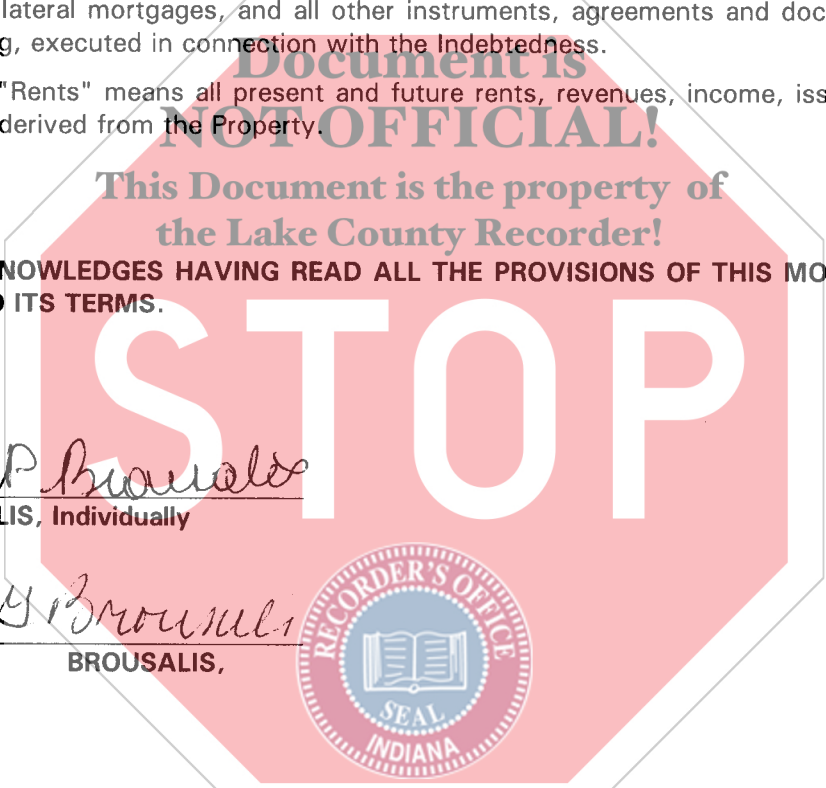 lateral mortgages, and all other instruments, agreements and doc
g, executed in connection with the Indebtedness.
Document is
"Rents" means all present and future rents, revenues, income, iss
derived from the Property.
NOT OFFICIAL!
This Document is the property of
the Lake County Recorder!
NOWLEDGES HAVING READ ALL THE PROVISIONS OF THIS MO
ITS TERMS.
STOP
P Brousalis
LIS, Individually
RECORDER'S OFFICE
G Brousalis
BROUSALIS,
SEAL
INDIANA